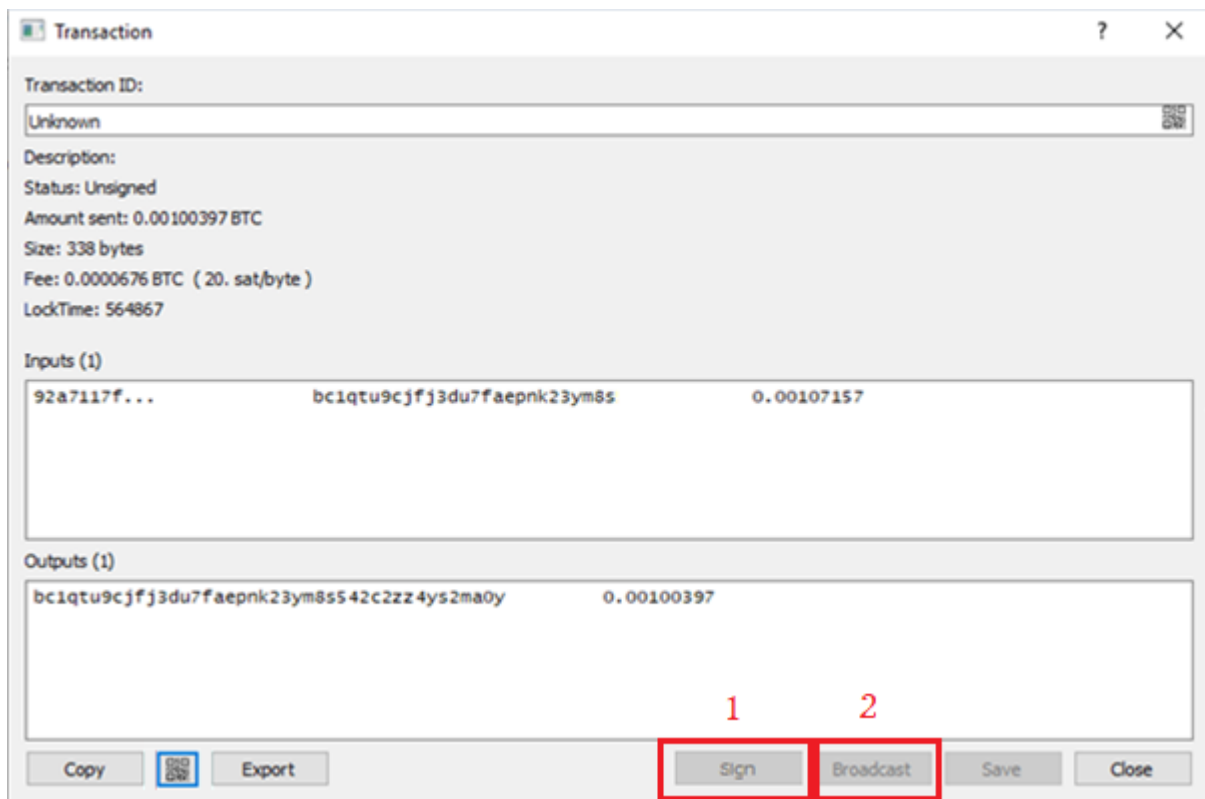 Transaction
?
Transaction ID:
Unknown
Description:
Status: Unsigned
Amount sent: 0.00100397 BTC
Size: 338 bytes
Fee: 0.0000676 BTC ( 20. sat/byte )
LockTime: 564867
Inputs (1)
92a7117f... bc1qtu9cjfj3du7faepnk23ym8s 0.00107157
Outputs (1)
bc1qtu9cjfj3du7faepnk23ym8s542c2zz4ys2ma0y 0.00100397
1 2
Copy Export Sign Broadcast Save Close